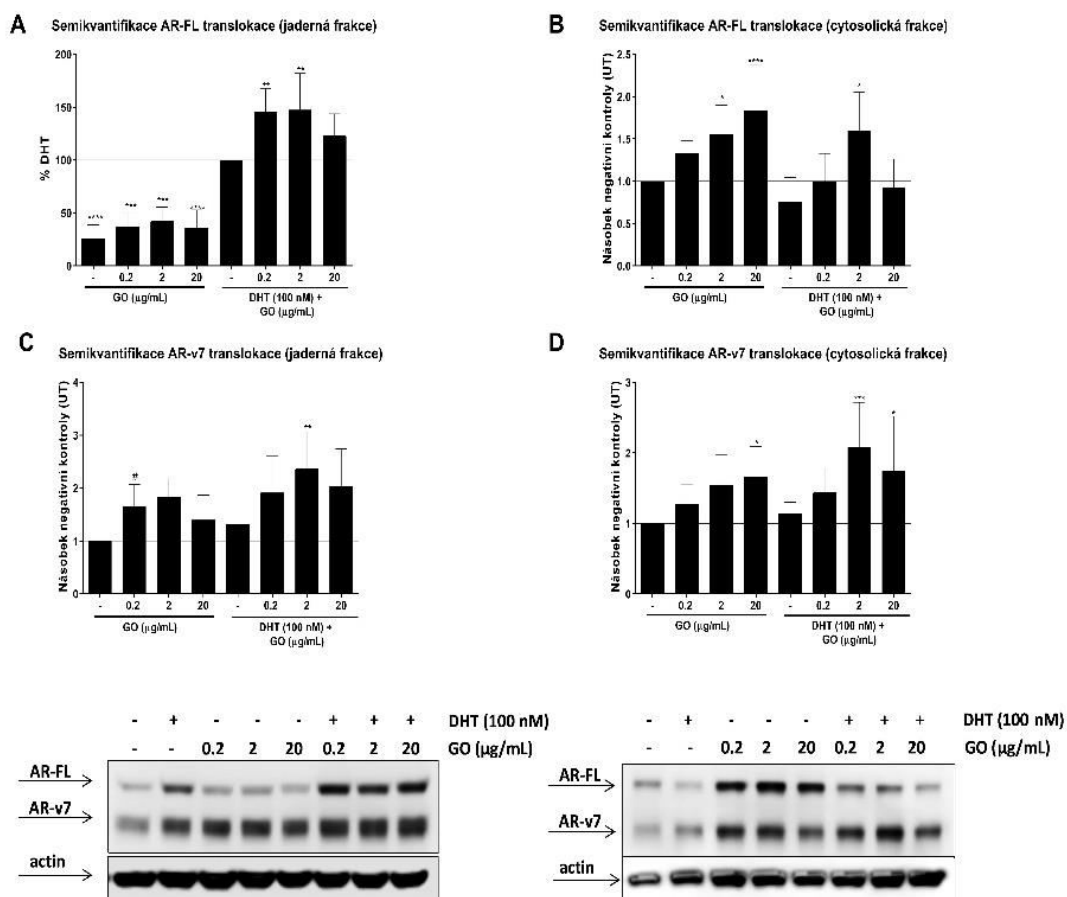 A
Semikvantifikace AR-FL translokace (jaderná frakce)
% DHT
200
150
100
50
0
**
**
***
***
- 0.2 2 20 - 0.2 2 20
GO (µg/mL)
DHT (100 nM) +
GO (µg/mL)
B
Semikvantifikace AR-FL translokace (cytosolická frakce)
Násobek negativní kontroly (UT)
2.5
2.0
1.5
1.0
0.5
0.0
****
*
*
- 0.2 2 20 - 0.2 2 20
GO (µg/mL)
DHT (100 nM) +
GO (µg/mL)
C
Semikvantifikace AR-v7 translokace (jaderná frakce)
Násobek negativní kontroly (UT)
4
3
2
1
0
**
- 0.2 2 20 - 0.2 2 20
GO (µg/mL)
DHT (100 nM) +
GO (µg/mL)
D
Semikvantifikace AR-v7 translokace (cytosolická frakce)
Násobek negativní kontroly (UT)
3
2
1
0
***
*
*
- 0.2 2 20 - 0.2 2 20
GO (µg/mL)
DHT (100 nM) +
GO (µg/mL)
- + - - - + + + DHT (100 nM)
- - 0.2 2 20 0.2 2 20 GO (µg/mL)
AR-FL
AR-v7
actin
- + - - - + + + DHT (100 nM)
- - 0.2 2 20 0.2 2 20 GO (µg/mL)
AR-FL
AR-v7
actin